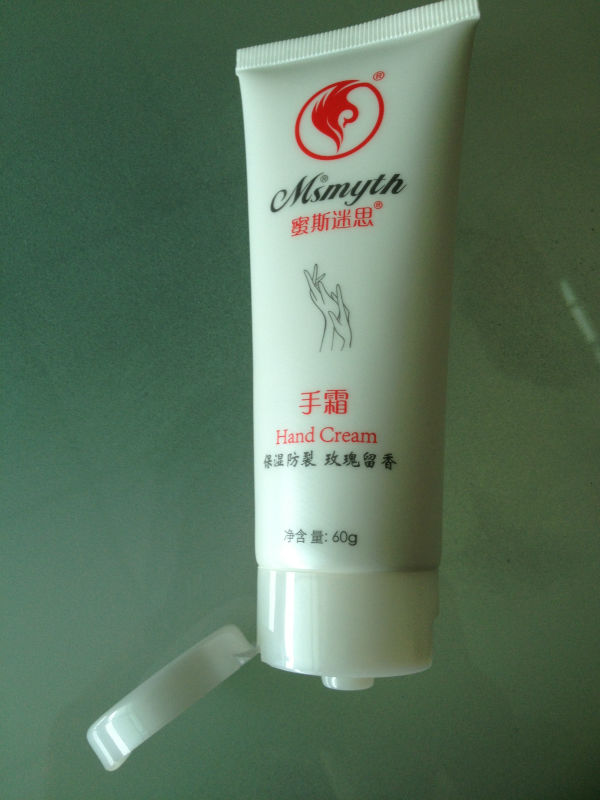 ®
Msmyth®
蜜斯迷思®
手霜
Hand Cream
保湿防裂 玫瑰留香
净含量: 60g